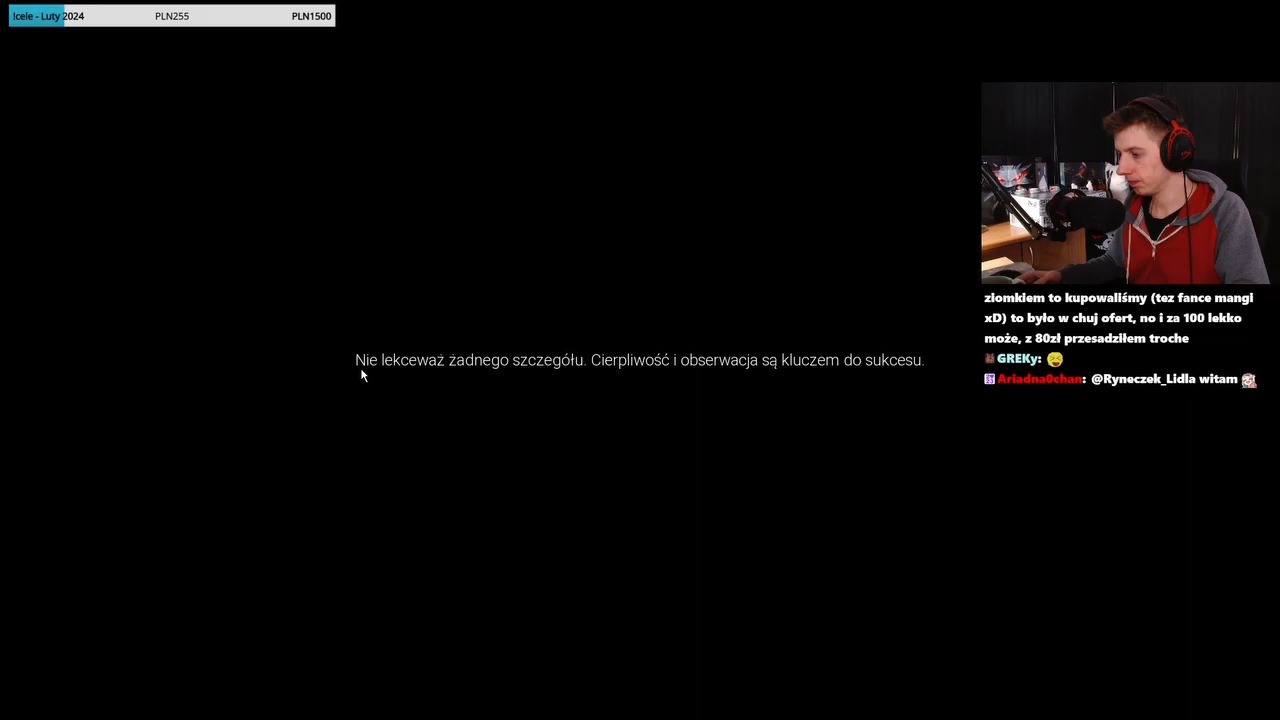 !cele - Luty 2024 PLN255 PLN1500
Nie lekceważ żadnego szczegółu. Cierpliwość i obserwacja są kluczem do sukcesu.
ziomkiem to kupowaliśmy (tez fance mangi
xD) to było w chuj ofert, no i za 100 lekko
może, z 80zł przesadziłem troche
GREKy:
Ariadna0chan: @Ryneczek_Lidla witam